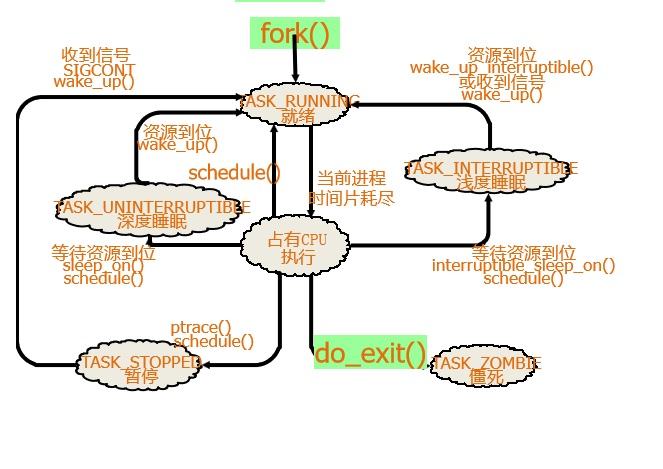 fork()
收到信号
SIGCONT
wake_up()
资源到位
wake_up_interruptible()
或收到信号
wake_up()
TASK_RUNNING
就绪
资源到位
wake_up()
schedule()
当前进程
时间片耗尽
TASK_INTERRUPTIBLE
浅度睡眠
TASK_UNINTERRUPTIBLE
深度睡眠
占有CPU
执行
等待资源到位
sleep_on()
schedule()
等待资源到位
interruptible_sleep_on()
schedule()
ptrace()
schedule()
do_exit()
TASK_STOPPED
暂停
TASK_ZOMBIE
僵死